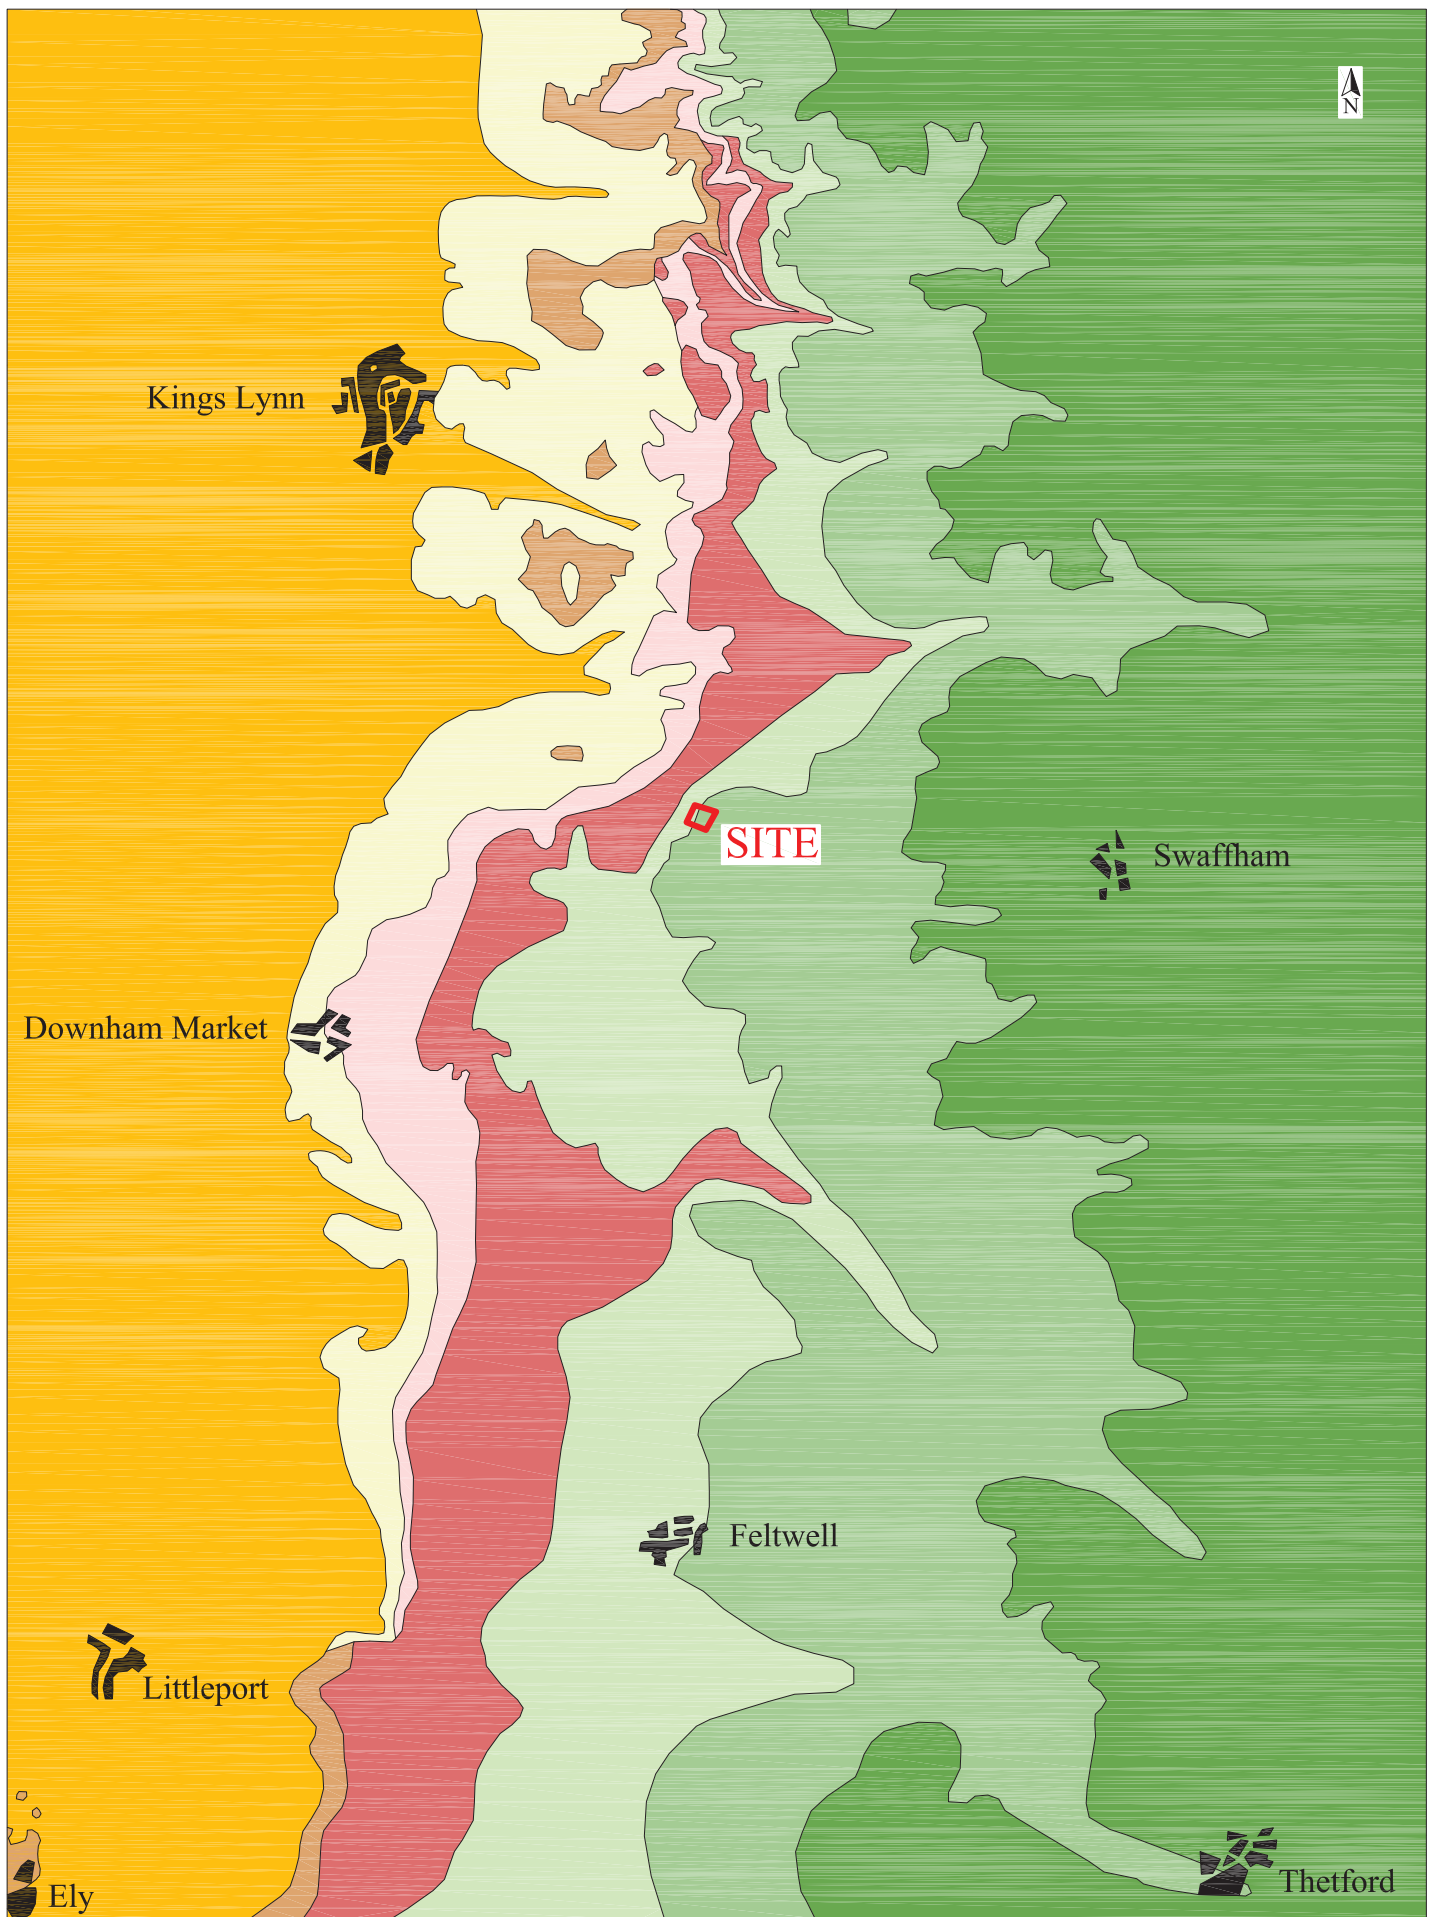 N
Kings Lynn
SITE
Swaffham
Downham Market
Feltwell
Littleport
Thetford
Ely